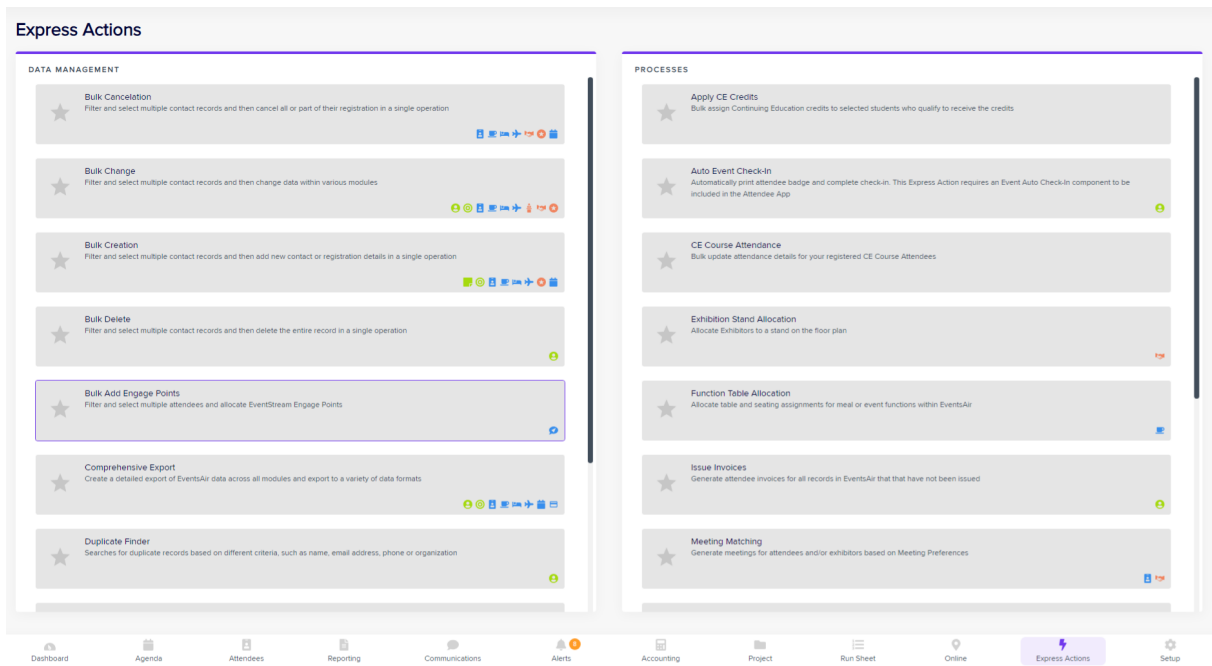 Express Actions
DATA MANAGEMENT
Bulk Cancelation
Filter and select multiple contact records and then cancel all or part of their registration in a single operation
Bulk Change
Filter and select multiple contact records and then change data within various modules
Bulk Creation
Filter and select multiple contact records and then add new contact or registration details in a single operation
Bulk Delete
Filter and select multiple contact records and then delete the entire record in a single operation
Bulk Add Engage Points
Filter and select multiple attendees and allocate EventStream Engage Points
Comprehensive Export
Create a detailed export of EventsAir data across all modules and export to a variety of data formats
Duplicate Finder
Searches for duplicate records based on different criteria, such as name, email address, phone or organization
PROCESSES
Apply CE Credits
Bulk assign Continuing Education credits to selected students who qualify to receive the credits
Auto Event Check-In
Automatically print attendee badge and complete check-in. This Express Action requires an Event Auto Check-In component to be
included in the Attendee App
CE Course Attendance
Bulk update attendance details for your registered CE Course Attendees
Exhibition Stand Allocation
Allocate Exhibitors to a stand on the floor plan
Function Table Allocation
Allocate table and seating assignments for meal or event functions within EventsAir
Issue Invoices
Generate attendee invoices for all records in EventsAir that that have not been issued
Meeting Matching
Generate meetings for attendees and/or exhibitors based on Meeting Preferences
Dashboard
Agenda
Attendees
Reporting
Communications
Alerts
Accounting
Project
Run Sheet
Online
Express Actions
Setup